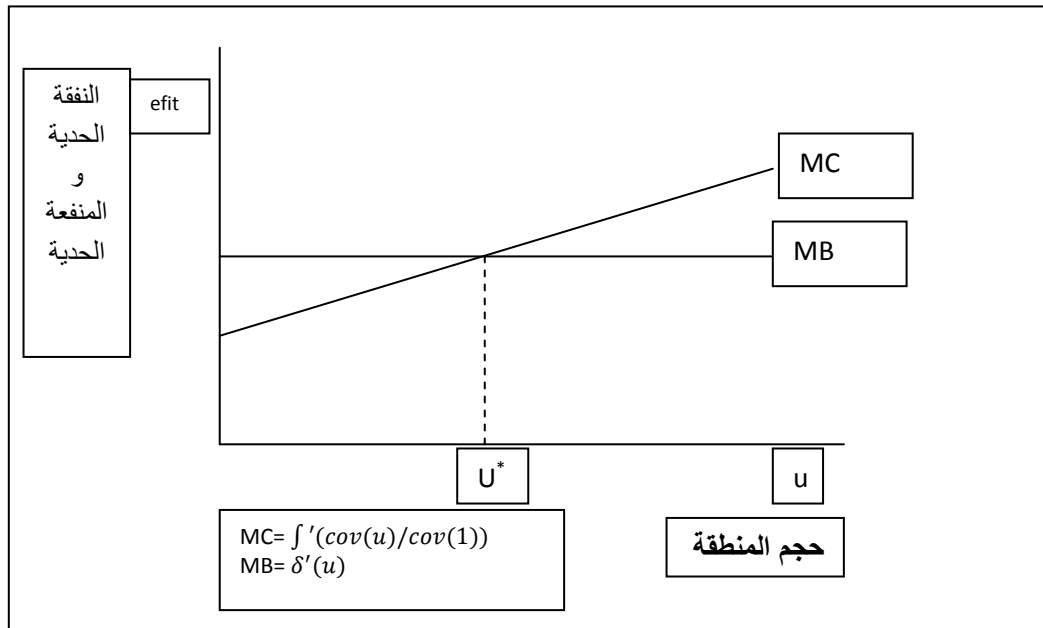 النفقة
الحدية
و
المنفعة
الحدية
efit
MC
MB
U*
u
MC= ∫ ′(cov(u)/cov(1))
MB= δ′(u)
حجم المنطقة